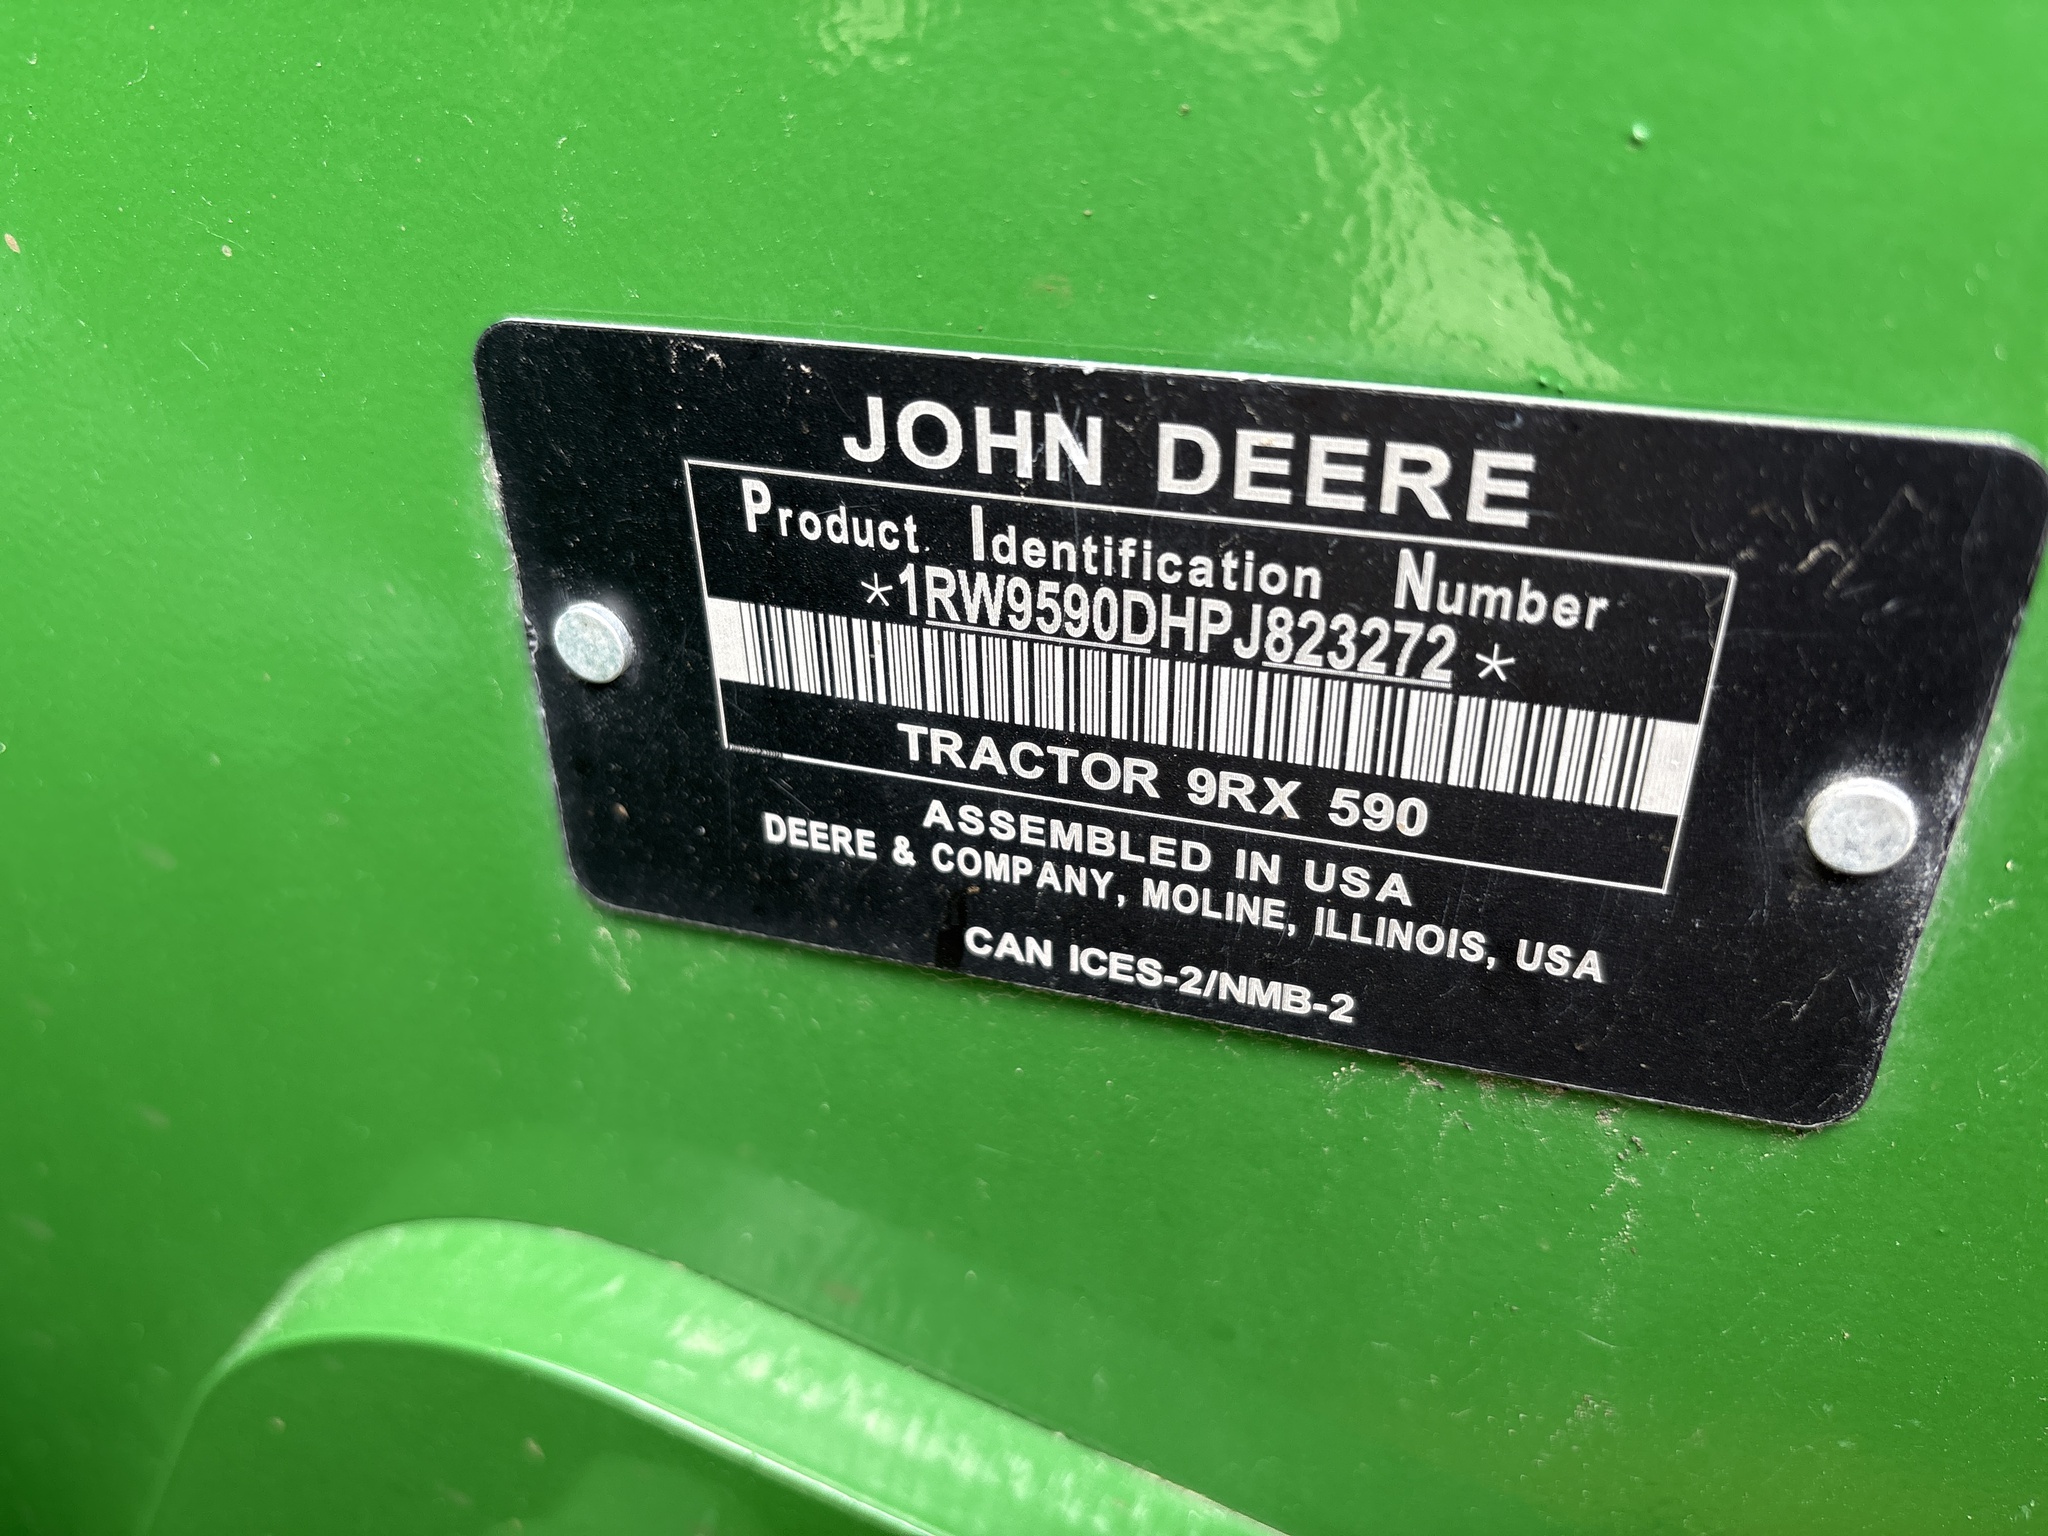 JOHN DEERE
Product Identification Number
*1RW9590DHPJ823272*
TRACTOR 9RX 590
ASSEMBLED IN USA
DEERE & COMPANY, MOLINE, ILLINOIS, USA
CAN ICES-2/NMB-2